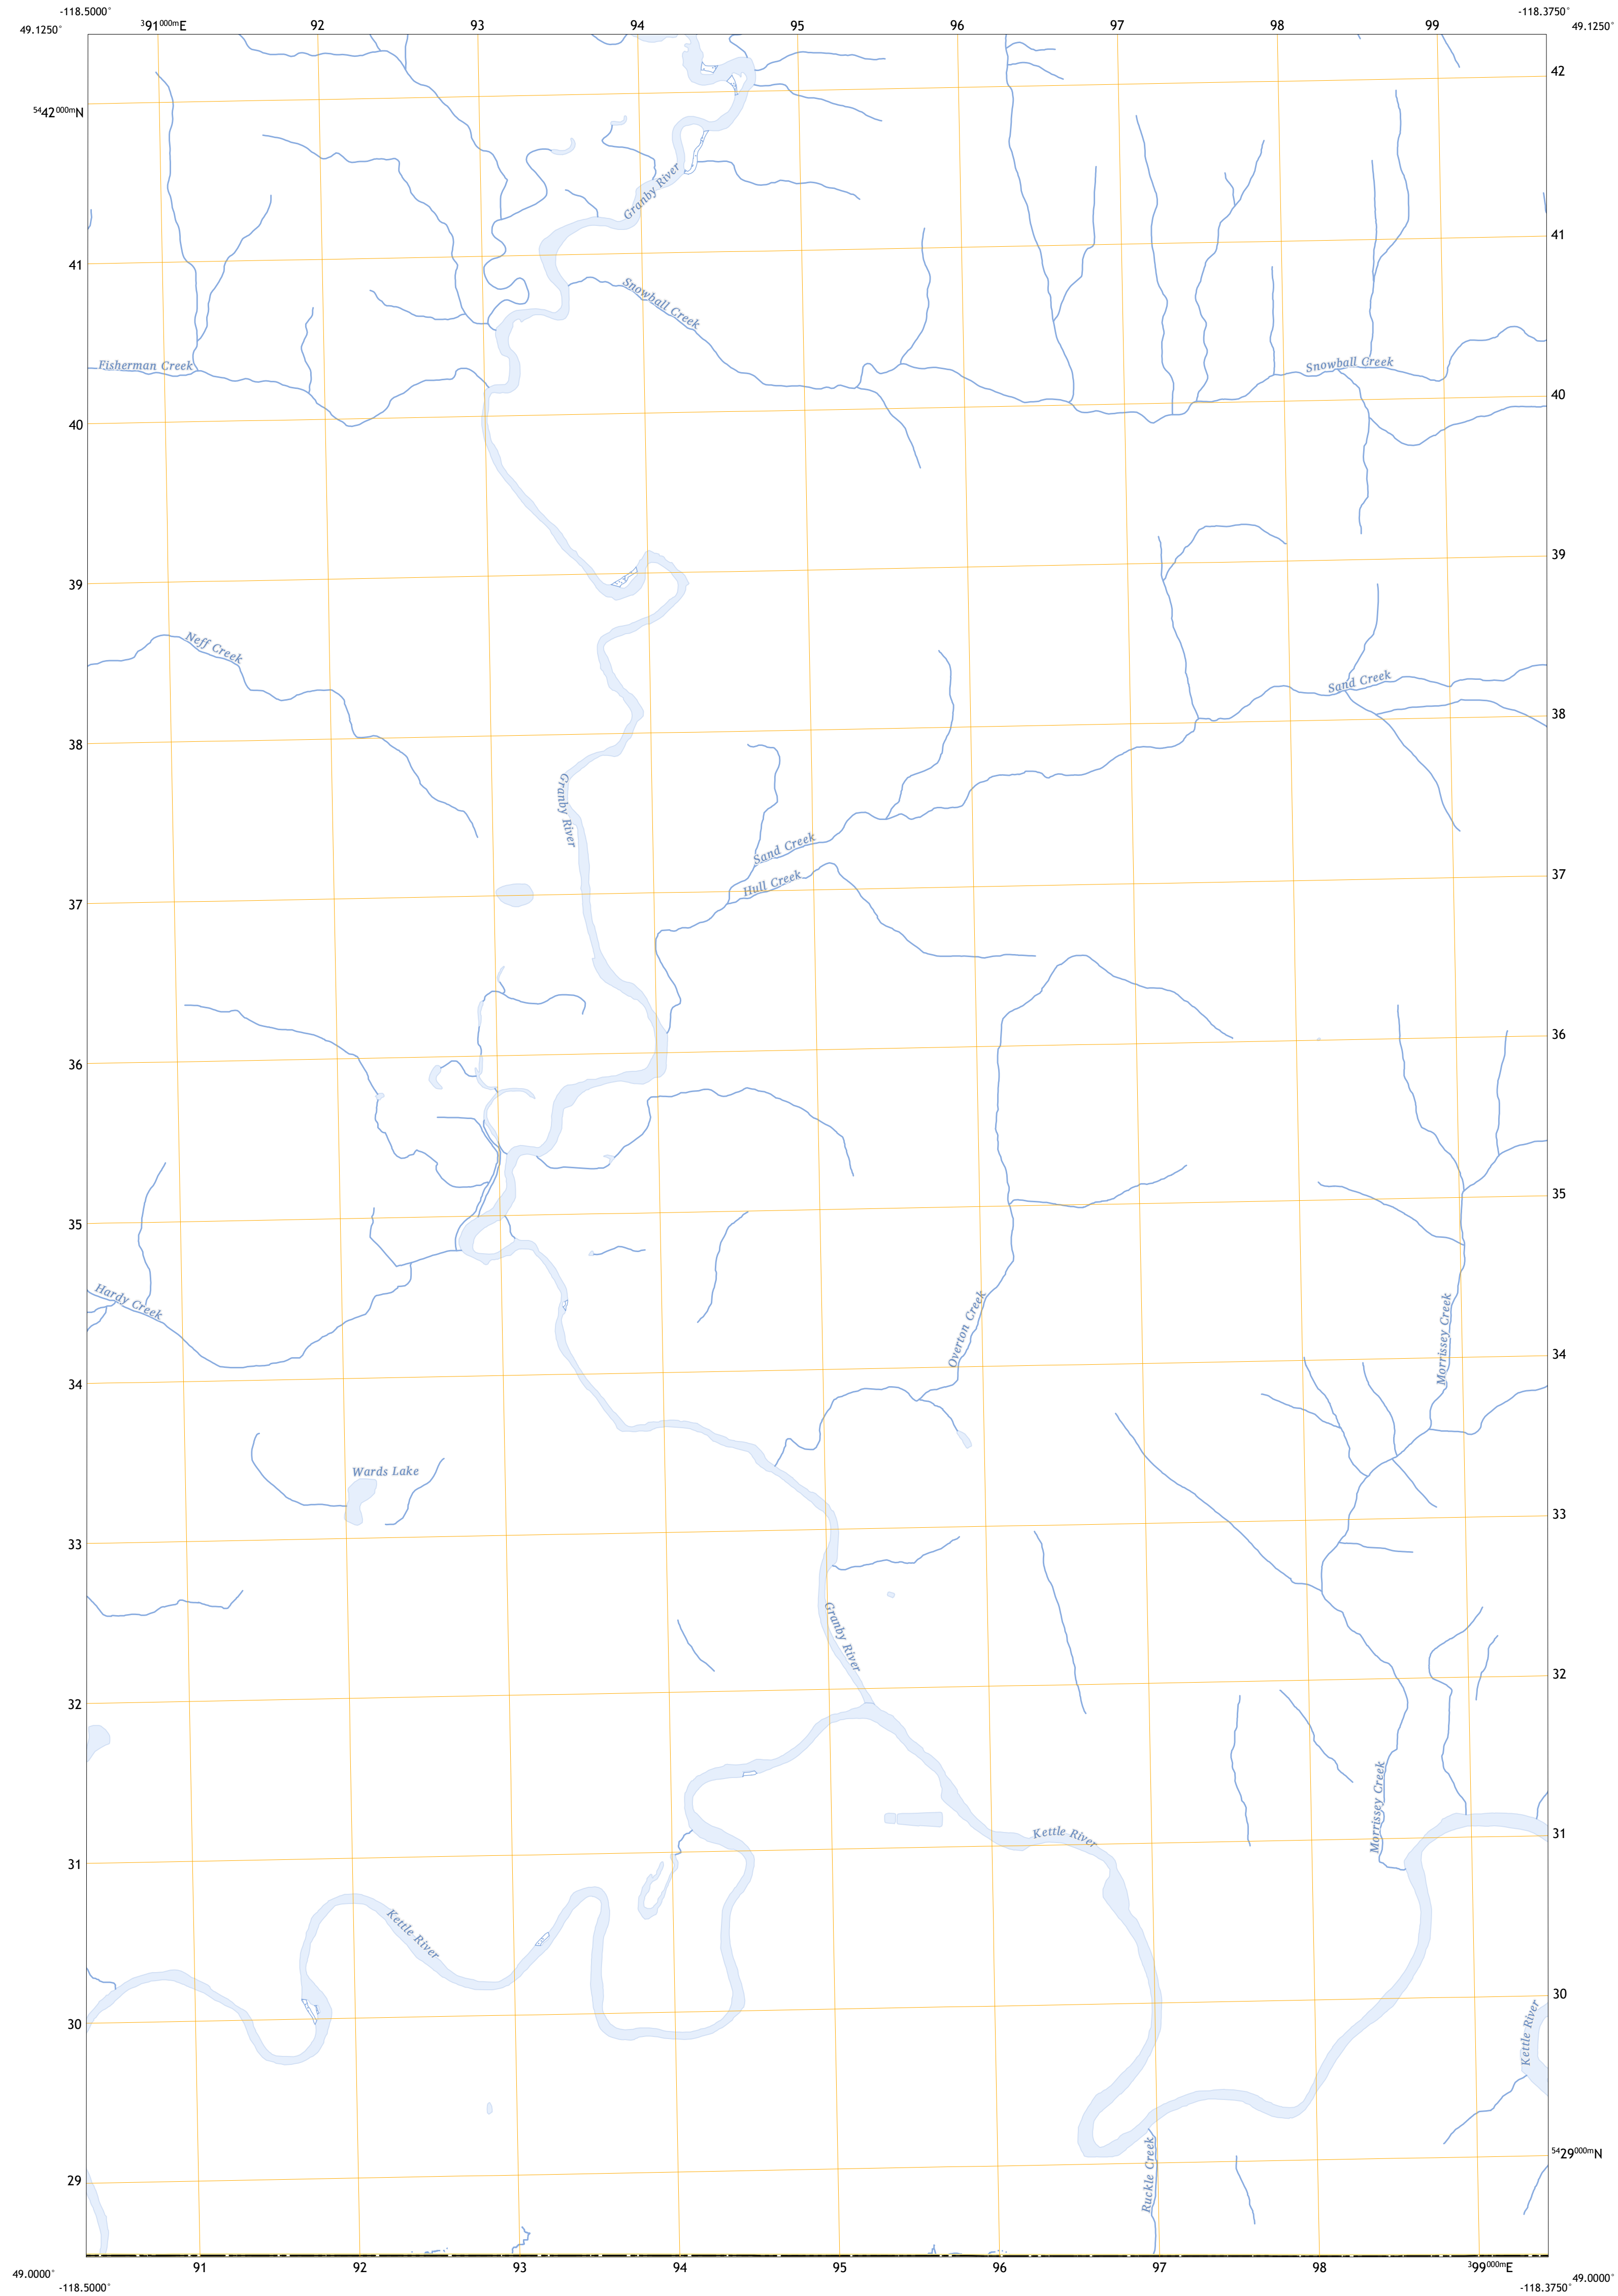 -118.5000°
-118.3750°
49.1250°
³91⁰⁰⁰ᵐE
92
93
94
95
96
97
98
99
49.1250°
42
⁵⁴42⁰⁰⁰ᵐN
Granby River
41
41
Snowball Creek
Fisherman Creek
Snowball Creek
40
40
39
39
Neff Creek
Sand Creek
38
38
Granby River
Sand Creek
Hull Creek
37
37
36
36
35
35
Hardy Creek
Overton Creek
Morrissey Creek
34
34
Wards Lake
33
33
Granby River
32
32
Morrissey Creek
Kettle River
31
31
Kettle River
30
30
Kettle River
Ruckle Creek
⁵⁴29⁰⁰⁰ᵐN
29
49.0000°
91
92
93
94
95
96
97
98
³99⁰⁰⁰ᵐE
49.0000°
-118.5000°
-118.3750°